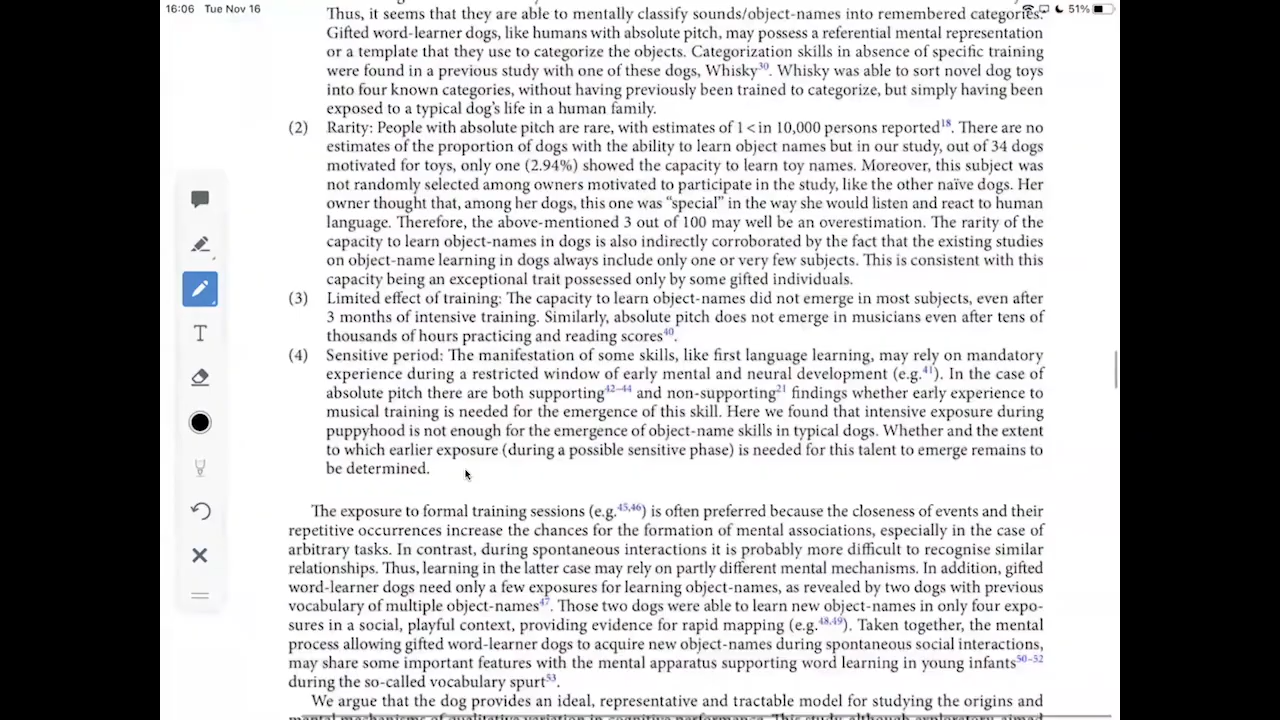 16:06 Tue Nov 16
51%
Thus, it seems that they are able to mentally classify sounds/object-names into remembered categories.
Gifted word-learner dogs, like humans with absolute pitch, may possess a referential mental representation
or a template that they use to categorize the objects. Categorization skills in absence of specific training
were found in a previous study with one of these dogs, Whisky30. Whisky was able to sort novel dog toys
into four known categories, without having previously been trained to categorize, but simply having been
exposed to a typical dog's life in a human family.
(2) Rarity: People with absolute pitch are rare, with estimates of 1 < in 10,000 persons reported18. There are no
estimates of the proportion of dogs with the ability to learn object names but in our study, out of 34 dogs
motivated for toys, only one (2.94%) showed the capacity to learn toy names. Moreover, this subject was
not randomly selected among owners motivated to participate in the study, like the other naïve dogs. Her
owner thought that, among her dogs, this one was “special” in the way she would listen and react to human
language. Therefore, the above-mentioned 3 out of 100 may well be an overestimation. The rarity of the
capacity to learn object-names in dogs is also indirectly corroborated by the fact that the existing studies
on object-name learning in dogs always include only one or very few subjects. This is consistent with this
capacity being an exceptional trait possessed only by some gifted individuals.
(3) Limited effect of training: The capacity to learn object-names did not emerge in most subjects, even after
3 months of intensive training. Similarly, absolute pitch does not emerge in musicians even after tens of
thousands of hours practicing and reading scores40.
(4) Sensitive period: The manifestation of some skills, like first language learning, may rely on mandatory
experience during a restricted window of early mental and neural development (e.g.41). In the case of
absolute pitch there are both supporting42–44 and non-supporting21 findings whether early experience to
musical training is needed for the emergence of this skill. Here we found that intensive exposure during
puppyhood is not enough for the emergence of object-name skills in typical dogs. Whether and the extent
to which earlier exposure (during a possible sensitive phase) is needed for this talent to emerge remains to
be determined.
The exposure to formal training sessions (e.g.45,46) is often preferred because the closeness of events and their
repetitive occurrences increase the chances for the formation of mental associations, especially in the case of
arbitrary tasks. In contrast, during spontaneous interactions it is probably more difficult to recognise similar
relationships. Thus, learning in the latter case may rely on partly different mental mechanisms. In addition, gifted
word-learner dogs need only a few exposures for learning object-names, as revealed by two dogs with previous
vocabulary of multiple object-names47. Those two dogs were able to learn new object-names in only four expo-
sures in a social, playful context, providing evidence for rapid mapping (e.g.48,49). Taken together, the mental
process allowing gifted word-learner dogs to acquire new object-names during spontaneous social interactions,
may share some important features with the mental apparatus supporting word learning in young infants50–52
during the so-called vocabulary spurt53.
We argue that the dog provides an ideal, representative and tractable model for studying the origins and
mental mechanisms of qualitative variation in cognitive performance. This study although exploratory aimed
T